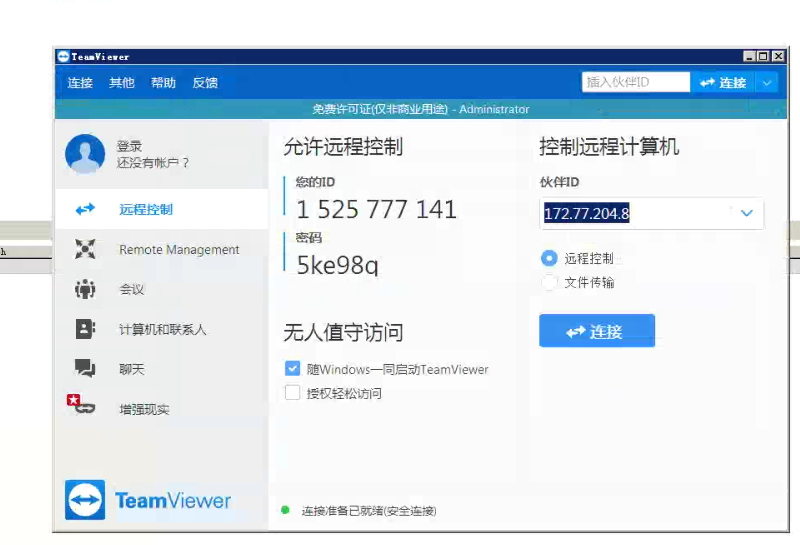 TeamViewer
连接 其他 帮助 反馈
插入伙伴ID 连接
免费许可证(仅非商业用途) - Administrator
登录
还没有帐户？
远程控制
Remote Management
会议
计算机和联系人
聊天
增强现实
TeamViewer
允许远程控制
您的ID
1 525 777 141
密码
5ke98q
无人值守访问
随Windows一同启动TeamViewer
授权轻松访问
连接准备已就绪(安全连接)
控制远程计算机
伙伴ID
172.77.204.8
远程控制
文件传输
连接
h